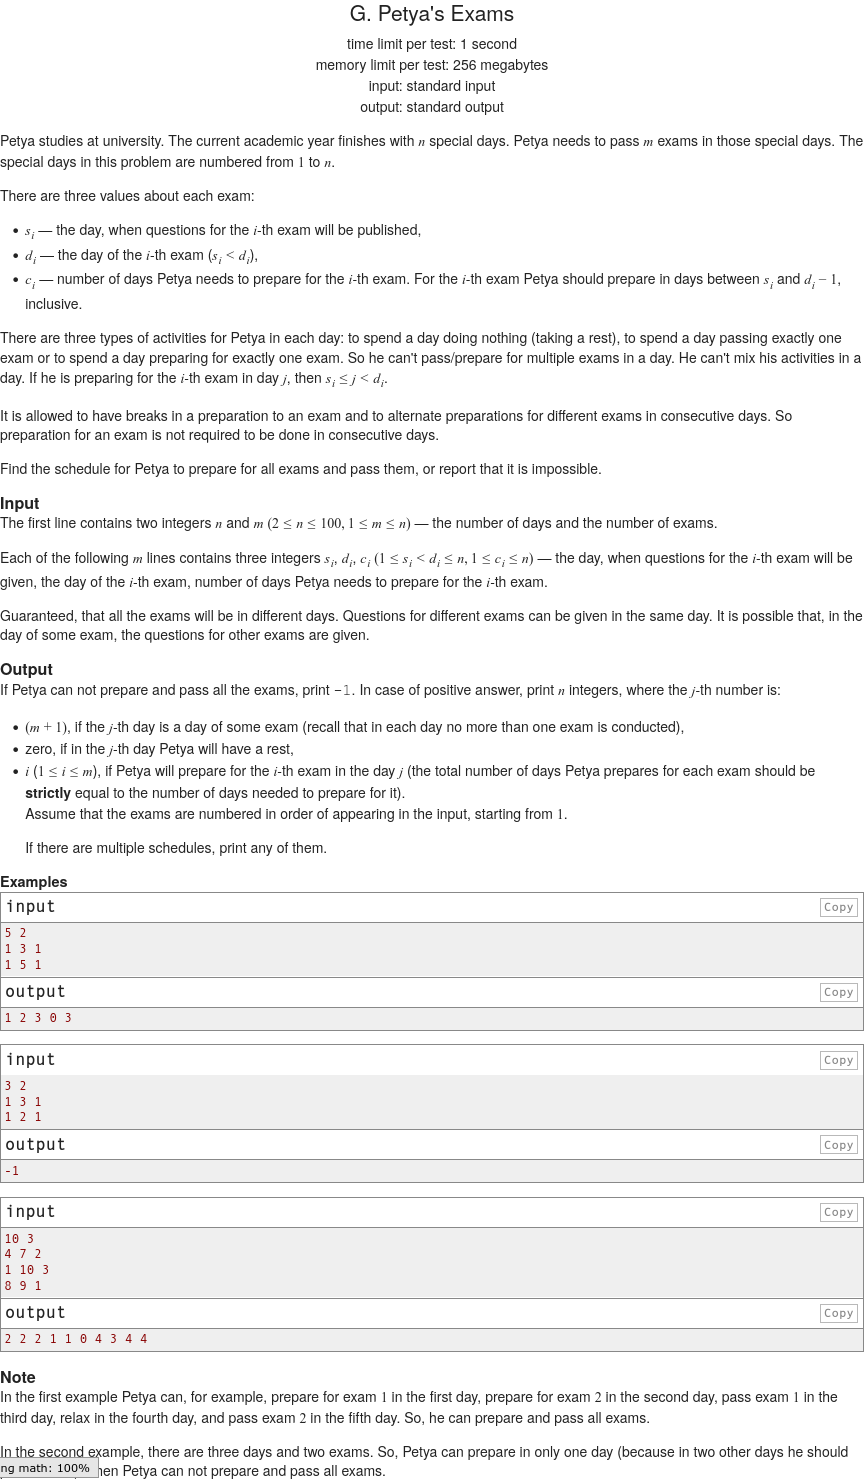 G. Petya's Exams
time limit per test: 1 second
memory limit per test: 256 megabytes
input: standard input
output: standard output
Petya studies at university. The current academic year finishes with n special days. Petya needs to pass m exams in those special days. The
special days in this problem are numbered from 1 to n.
There are three values about each exam:
• s_i — the day, when questions for the i-th exam will be published,
• d_i — the day of the i-th exam (s_i < d_i),
• c_i — number of days Petya needs to prepare for the i-th exam. For the i-th exam Petya should prepare in days between s_i and d_i − 1,
inclusive.
There are three types of activities for Petya in each day: to spend a day doing nothing (taking a rest), to spend a day passing exactly one
exam or to spend a day preparing for exactly one exam. So he can't pass/prepare for multiple exams in a day. He can't mix his activities in a
day. If he is preparing for the i-th exam in day j, then s_i ≤ j < d_i.
It is allowed to have breaks in a preparation to an exam and to alternate preparations for different exams in consecutive days. So
preparation for an exam is not required to be done in consecutive days.
Find the schedule for Petya to prepare for all exams and pass them, or report that it is impossible.
Input
The first line contains two integers n and m (2 ≤ n ≤ 100, 1 ≤ m ≤ n) — the number of days and the number of exams.
Each of the following m lines contains three integers s_i, d_i, c_i (1 ≤ s_i < d_i ≤ n, 1 ≤ c_i ≤ n) — the day, when questions for the i-th exam will be
given, the day of the i-th exam, number of days Petya needs to prepare for the i-th exam.
Guaranteed, that all the exams will be in different days. Questions for different exams can be given in the same day. It is possible that, in the
day of some exam, the questions for other exams are given.
Output
If Petya can not prepare and pass all the exams, print -1. In case of positive answer, print n integers, where the j-th number is:
• (m + 1), if the j-th day is a day of some exam (recall that in each day no more than one exam is conducted),
• zero, if in the j-th day Petya will have a rest,
• i (1 ≤ i ≤ m), if Petya will prepare for the i-th exam in the day j (the total number of days Petya prepares for each exam should be
strictly equal to the number of days needed to prepare for it).
Assume that the exams are numbered in order of appearing in the input, starting from 1.
If there are multiple schedules, print any of them.
Examples
input Copy
5 2
1 3 1
1 5 1
output Copy
1 2 3 0 3
input Copy
3 2
1 3 1
1 2 1
output Copy
-1
input Copy
10 3
4 7 2
1 10 3
8 9 1
output Copy
2 2 2 1 1 0 4 3 4 4
Note
In the first example Petya can, for example, prepare for exam 1 in the first day, prepare for exam 2 in the second day, pass exam 1 in the
third day, relax in the fourth day, and pass exam 2 in the fifth day. So, he can prepare and pass all exams.
In the second example, there are three days and two exams. So, Petya can prepare in only one day (because in two other days he should
ng math: 100% hen Petya can not prepare and pass all exams.